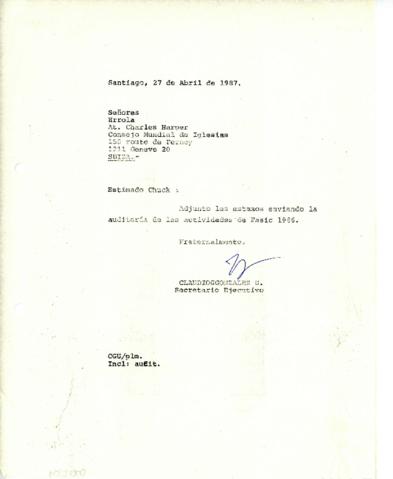 Santiago, 27 de Abril de 1987.
Señores
Hrrola
At. Charles Harper
Consejo Mundial de Iglesias
150 route de Ferney
1211 Geneve 20
SUIZA.-
Estimado Chuck :
Adjunto les estamos enviando la
auditoría de las actividades de Fasic 1986.
Fraternalmente.
CLAUDIO GONZALEZ U.
Secretario Ejecutivo
CGU/plm.
Incl: audit.